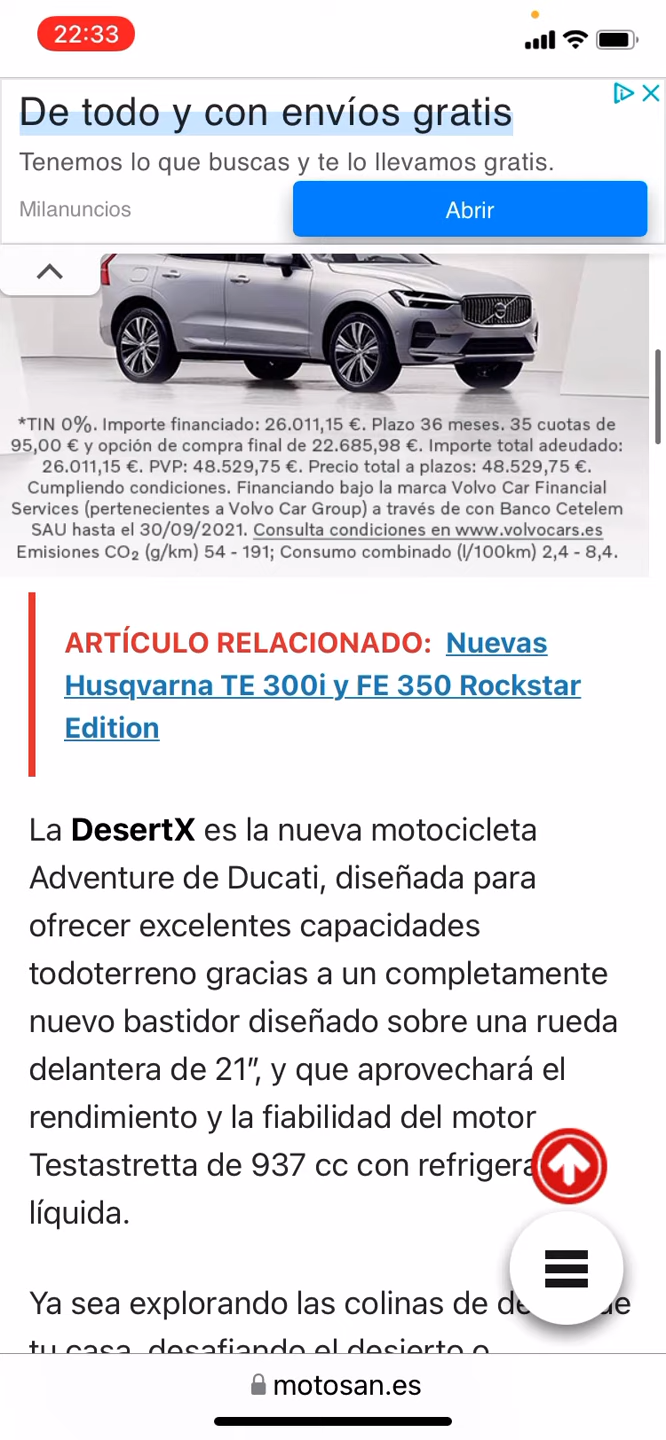 22:33
De todo y con envíos gratis
Tenemos lo que buscas y te lo llevamos gratis.
Milanuncios
Abrir
*TIN 0%. Importe financiado: 26.011,15 €. Plazo 36 meses. 35 cuotas de
95,00 € y opción de compra final de 22.685,98 €. Importe total adeudado:
26.011,15 €. PVP: 48.529,75 €. Precio total a plazos: 48.529,75 €.
Cumpliendo condiciones. Financiando bajo la marca Volvo Car Financial
Services (pertenecientes a Volvo Car Group) a través de con Banco Cetelem
SAU hasta el 30/09/2021. Consulta condiciones en www.volvocars.es
Emisiones CO₂ (g/km) 54 - 191; Consumo combinado (l/100km) 2,4 - 8,4.
ARTÍCULO RELACIONADO: Nuevas
Husqvarna TE 300i y FE 350 Rockstar
Edition
La DesertX es la nueva motocicleta
Adventure de Ducati, diseñada para
ofrecer excelentes capacidades
todoterreno gracias a un completamente
nuevo bastidor diseñado sobre una rueda
delantera de 21”, y que aprovechará el
rendimiento y la fiabilidad del motor
Testastretta de 937 cc con
líquida.
Ya sea explorando las colinas de
tu casa, desafiando el desierto o
motosan.es